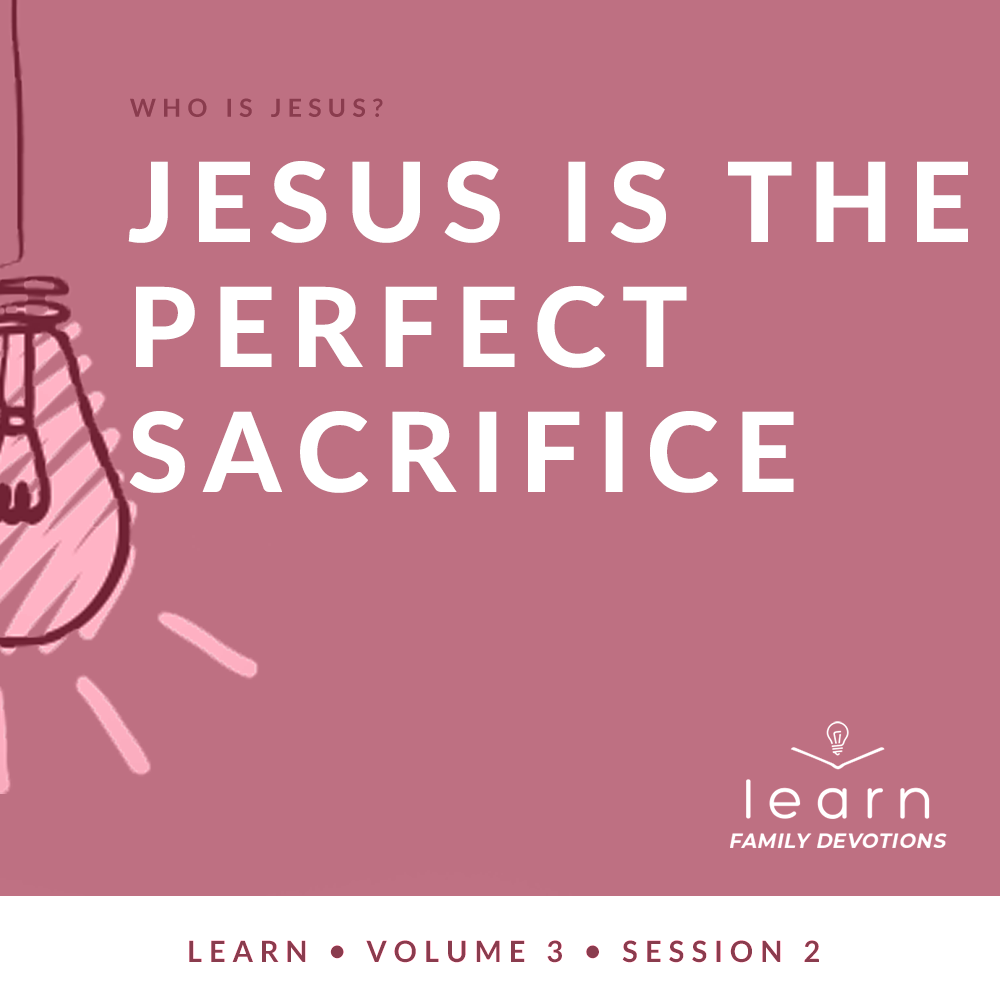 WHO IS JESUS?
JESUS IS THE
PERFECT
SACRIFICE
learn
FAMILY DEVOTIONS
LEARN • VOLUME 3 • SESSION 2